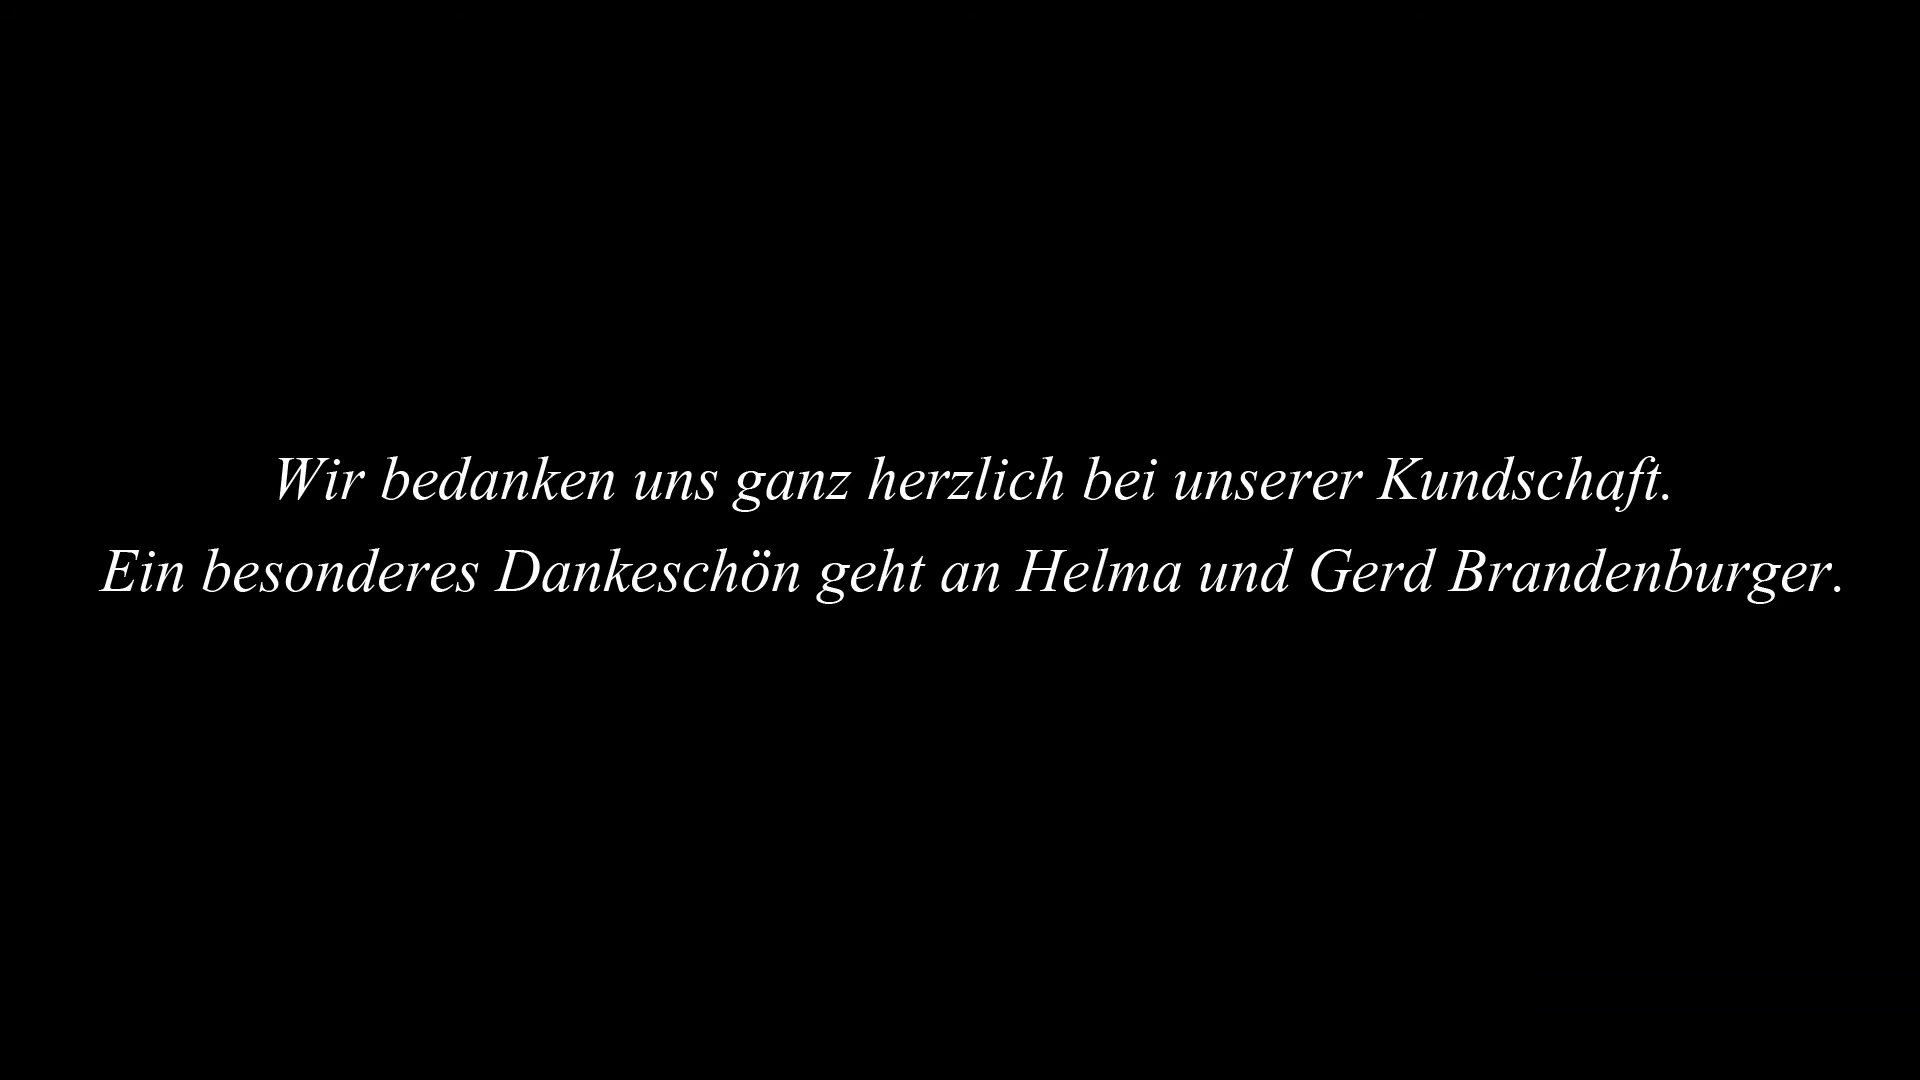 Wir bedanken uns ganz herzlich bei unserer Kundschaft.
Ein besonderes Dankeschön geht an Helma und Gerd Brandenburger.